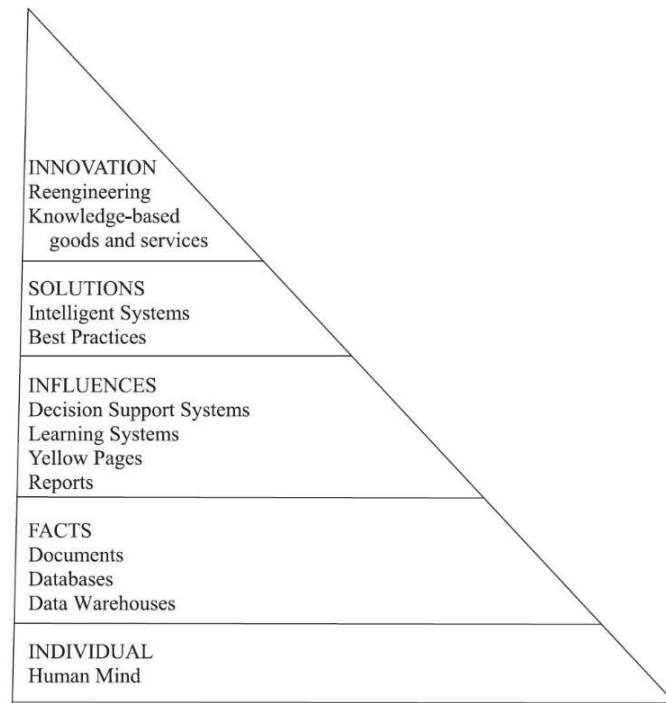 INNOVATION
Reengineering
Knowledge-based
goods and services
SOLUTIONS
Intelligent Systems
Best Practices
INFLUENCES
Decision Support Systems
Learning Systems
Yellow Pages
Reports
FACTS
Documents
Databases
Data Warehouses
INDIVIDUAL
Human Mind